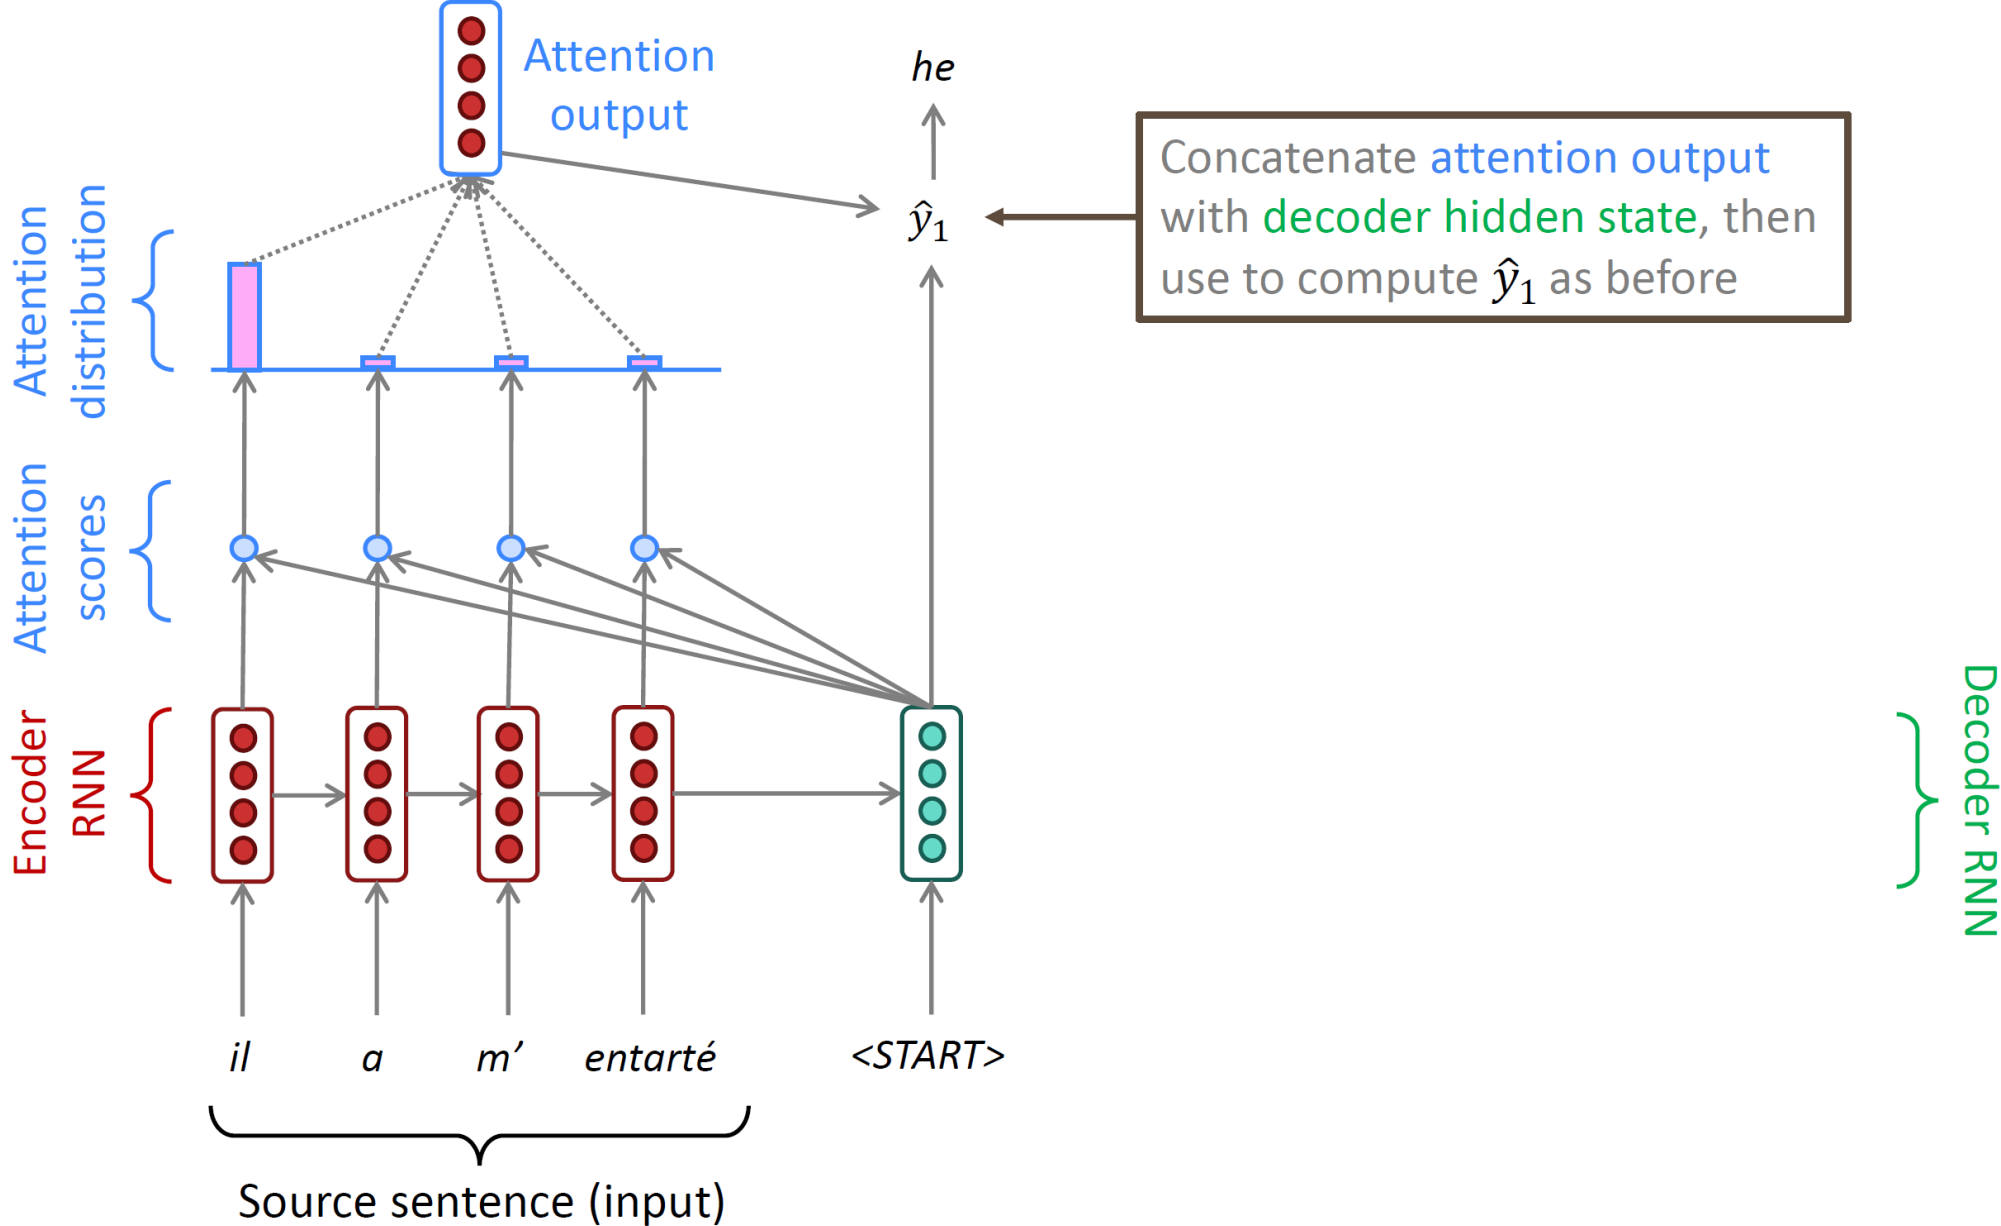 Attention
output
he
Concatenate attention output
with decoder hidden state, then
use to compute ŷ₁ as before
ŷ₁
Attention
distribution
Attention
scores
Encoder
RNN
Decoder RNN
il a m’ entarté <START>
Source sentence (input)